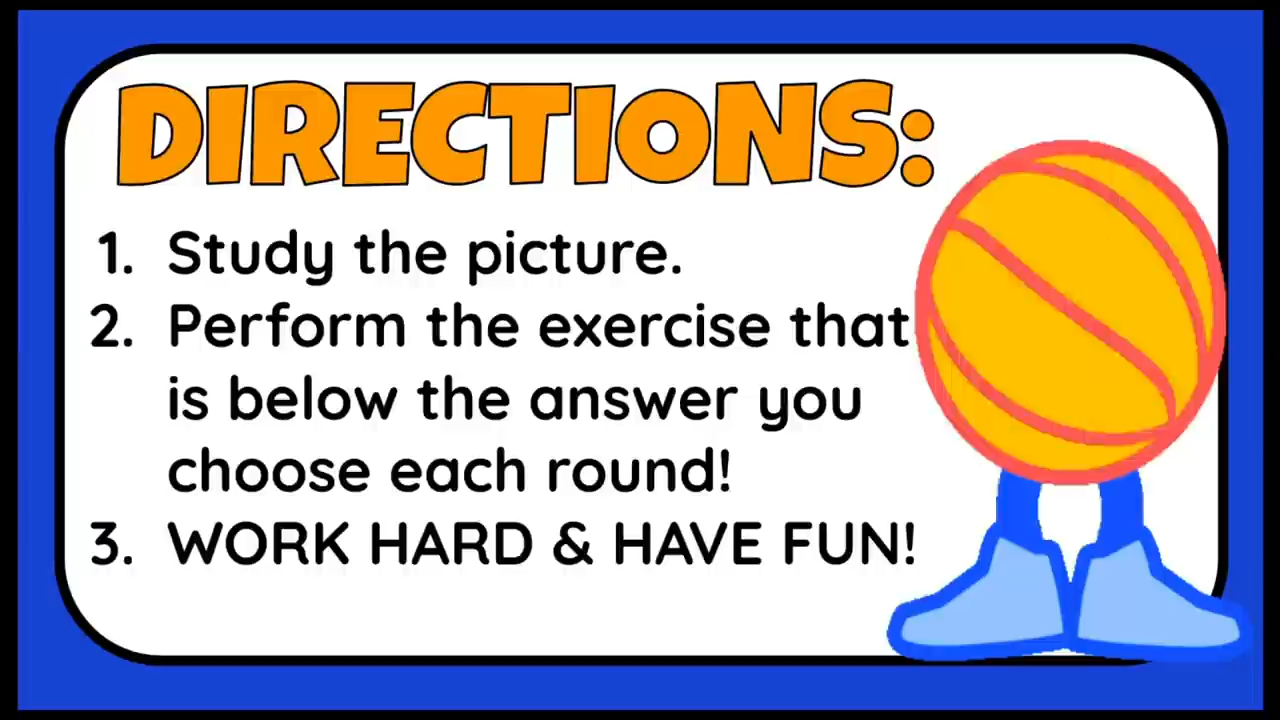 DIRECTIONS:
1. Study the picture.
2. Perform the exercise that
is below the answer you
choose each round!
3. WORK HARD & HAVE FUN!